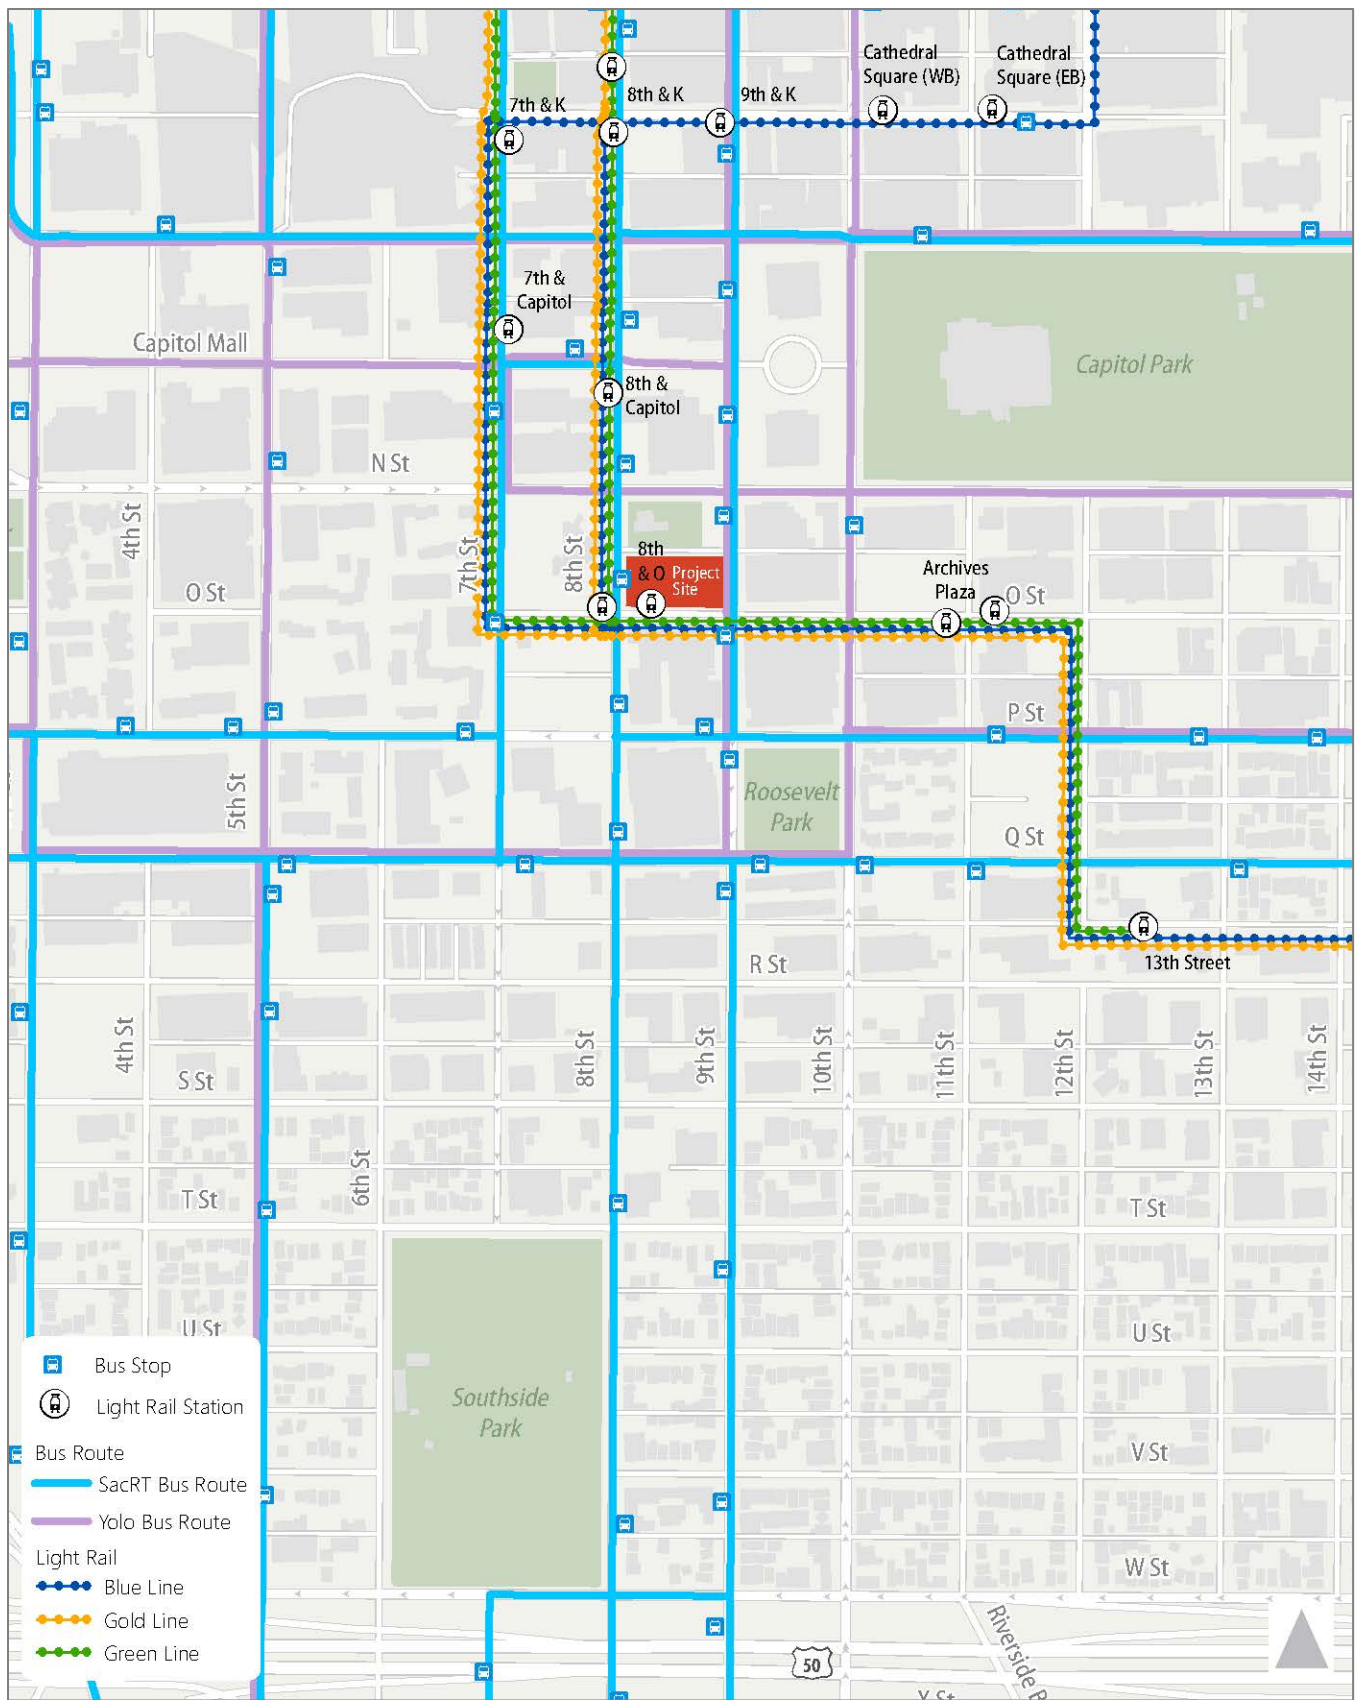 Cathedral
Square (WB)
Cathedral
Square (EB)
7th & K
8th & K
9th & K
7th &
Capitol
Capitol Mall
Capitol Park
8th &
Capitol
N St
4th St
7th St
8th St
8th
& O
Project
Site
Archives
Plaza
O St
O St
P St
5th St
Roosevelt
Park
Q St
R St
13th Street
4th St
8th St
9th St
10th St
11th St
12th St
13th St
14th St
S St
6th St
T St
T St
U St
U St
Southside
Park
V St
W St
Bus Stop
Light Rail Station
Bus Route
SacRT Bus Route
Yolo Bus Route
Light Rail
Blue Line
Gold Line
Green Line
50
Riverside